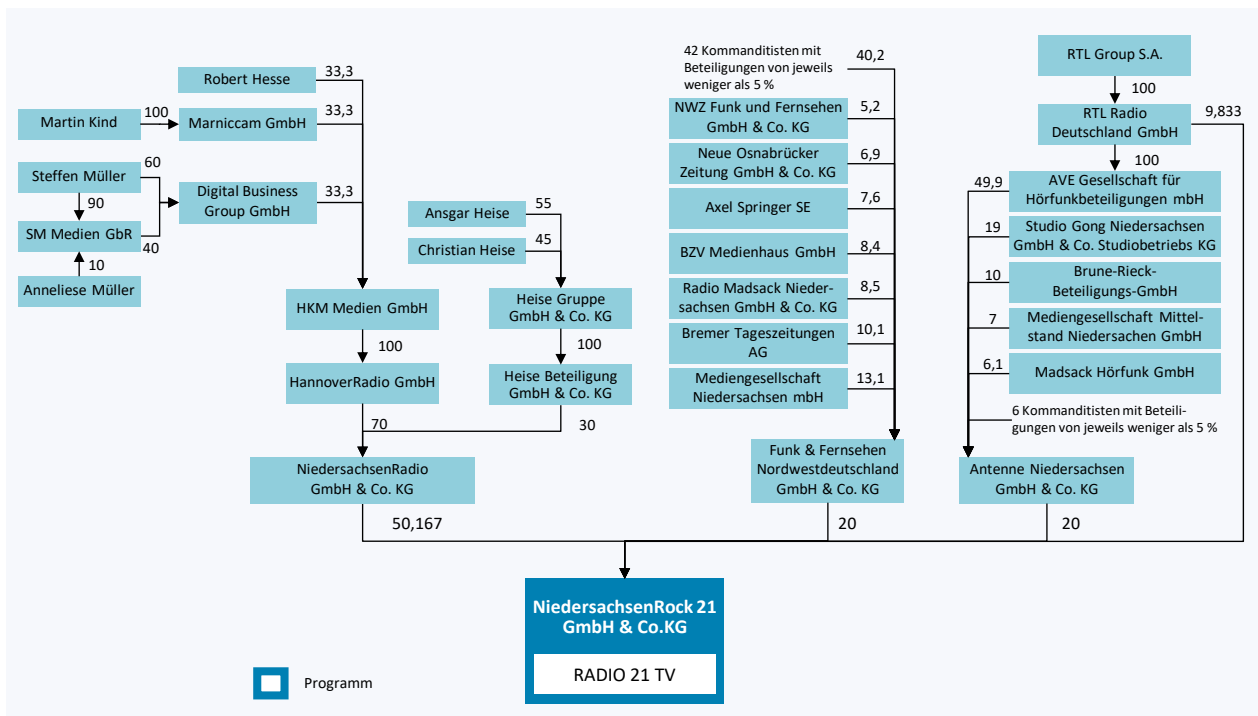 Robert Hesse
33,3
Martin Kind
100
Marniccam GmbH
33,3
Steffen Müller
60
90
SM Medien GbR
40
10
Anneliese Müller
Digital Business
Group GmbH
33,3
HKM Medien GmbH
100
HannoverRadio GmbH
70
Ansgar Heise
55
Christian Heise
45
Heise Gruppe
GmbH & Co. KG
100
Heise Beteiligung
GmbH & Co. KG
30
NiedersachsenRadio
GmbH & Co. KG
50,167
42 Kommanditisten mit
Beteiligungen von jeweils
weniger als 5 %
40,2
NWZ Funk und Fernsehen
GmbH & Co. KG
5,2
Neue Osnabrücker
Zeitung GmbH & Co. KG
6,9
Axel Springer SE
7,6
BZV Medienhaus GmbH
8,4
Radio Madsack Nieder-
sachsen GmbH & Co. KG
8,5
Bremer Tageszeitungen
AG
10,1
Mediengesellschaft
Niedersachsen mbH
13,1
Funk & Fernsehen
Nordwestdeutschland
GmbH & Co. KG
20
RTL Group S.A.
100
RTL Radio
Deutschland GmbH
9,833
100
49,9
AVE Gesellschaft für
Hörfunkbeteiligungen mbH
19
Studio Gong Niedersachsen
GmbH & Co. Studiobetriebs KG
10
Brune-Rieck-
Beteiligungs-GmbH
7
Mediengesellschaft Mittel-
stand Niedersachen GmbH
6,1
Madsack Hörfunk GmbH
6 Kommanditisten mit Beteili-
gungen von jeweils weniger als 5 %
Antenne Niedersachsen
GmbH & Co. KG
20
NiedersachsenRock 21
GmbH & Co.KG
RADIO 21 TV
Programm